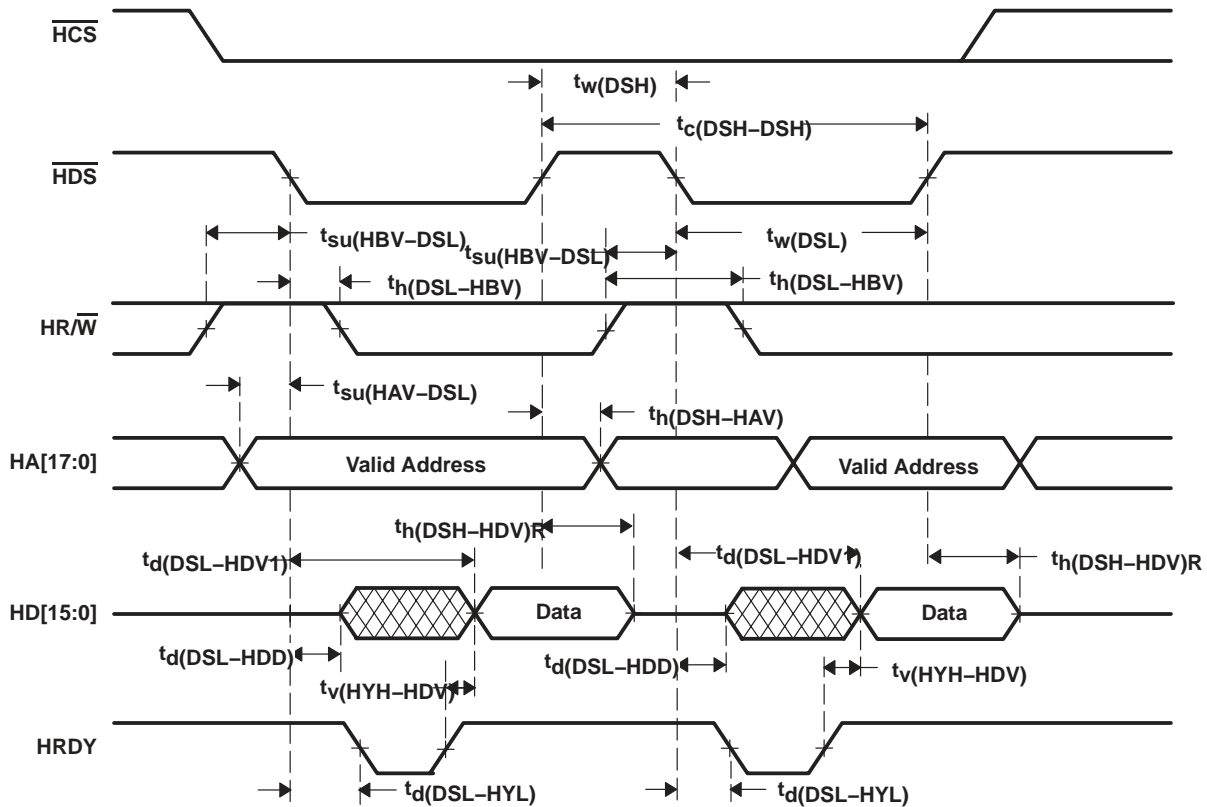 HCS
tw(DSH)
tc(DSH–DSH)
HDS
tsu(HBV–DSL)
tsu(HBV–DSL)
tw(DSL)
th(DSL–HBV)
th(DSL–HBV)
HR/W
tsu(HAV–DSL)
th(DSH–HAV)
HA[17:0]
Valid Address
Valid Address
th(DSH–HDV)R
td(DSL–HDV1)
td(DSL–HDV1)
th(DSH–HDV)R
HD[15:0]
Data
Data
td(DSL–HDD)
td(DSL–HDD)
tv(HYH–HDV)
tv(HYH–HDV)
HRDY
td(DSL–HYL)
td(DSL–HYL)